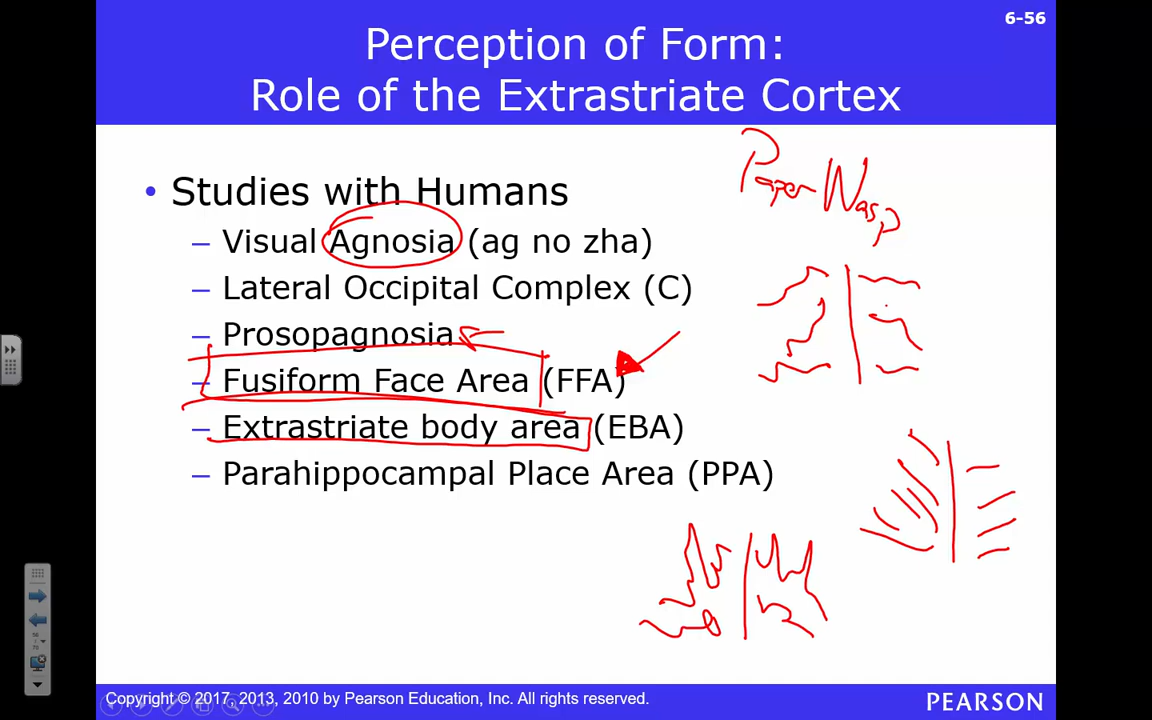 6-56
Perception of Form:
Role of the Extrastriate Cortex
Paper Wasp
• Studies with Humans
– Visual Agnosia (ag no zha)
– Lateral Occipital Complex (C)
– Prosopagnosia
– Fusiform Face Area (FFA)
– Extrastriate body area (EBA)
– Parahippocampal Place Area (PPA)
Copyright © 2017, 2013, 2010 by Pearson Education, Inc. All rights reserved.
PEARSON